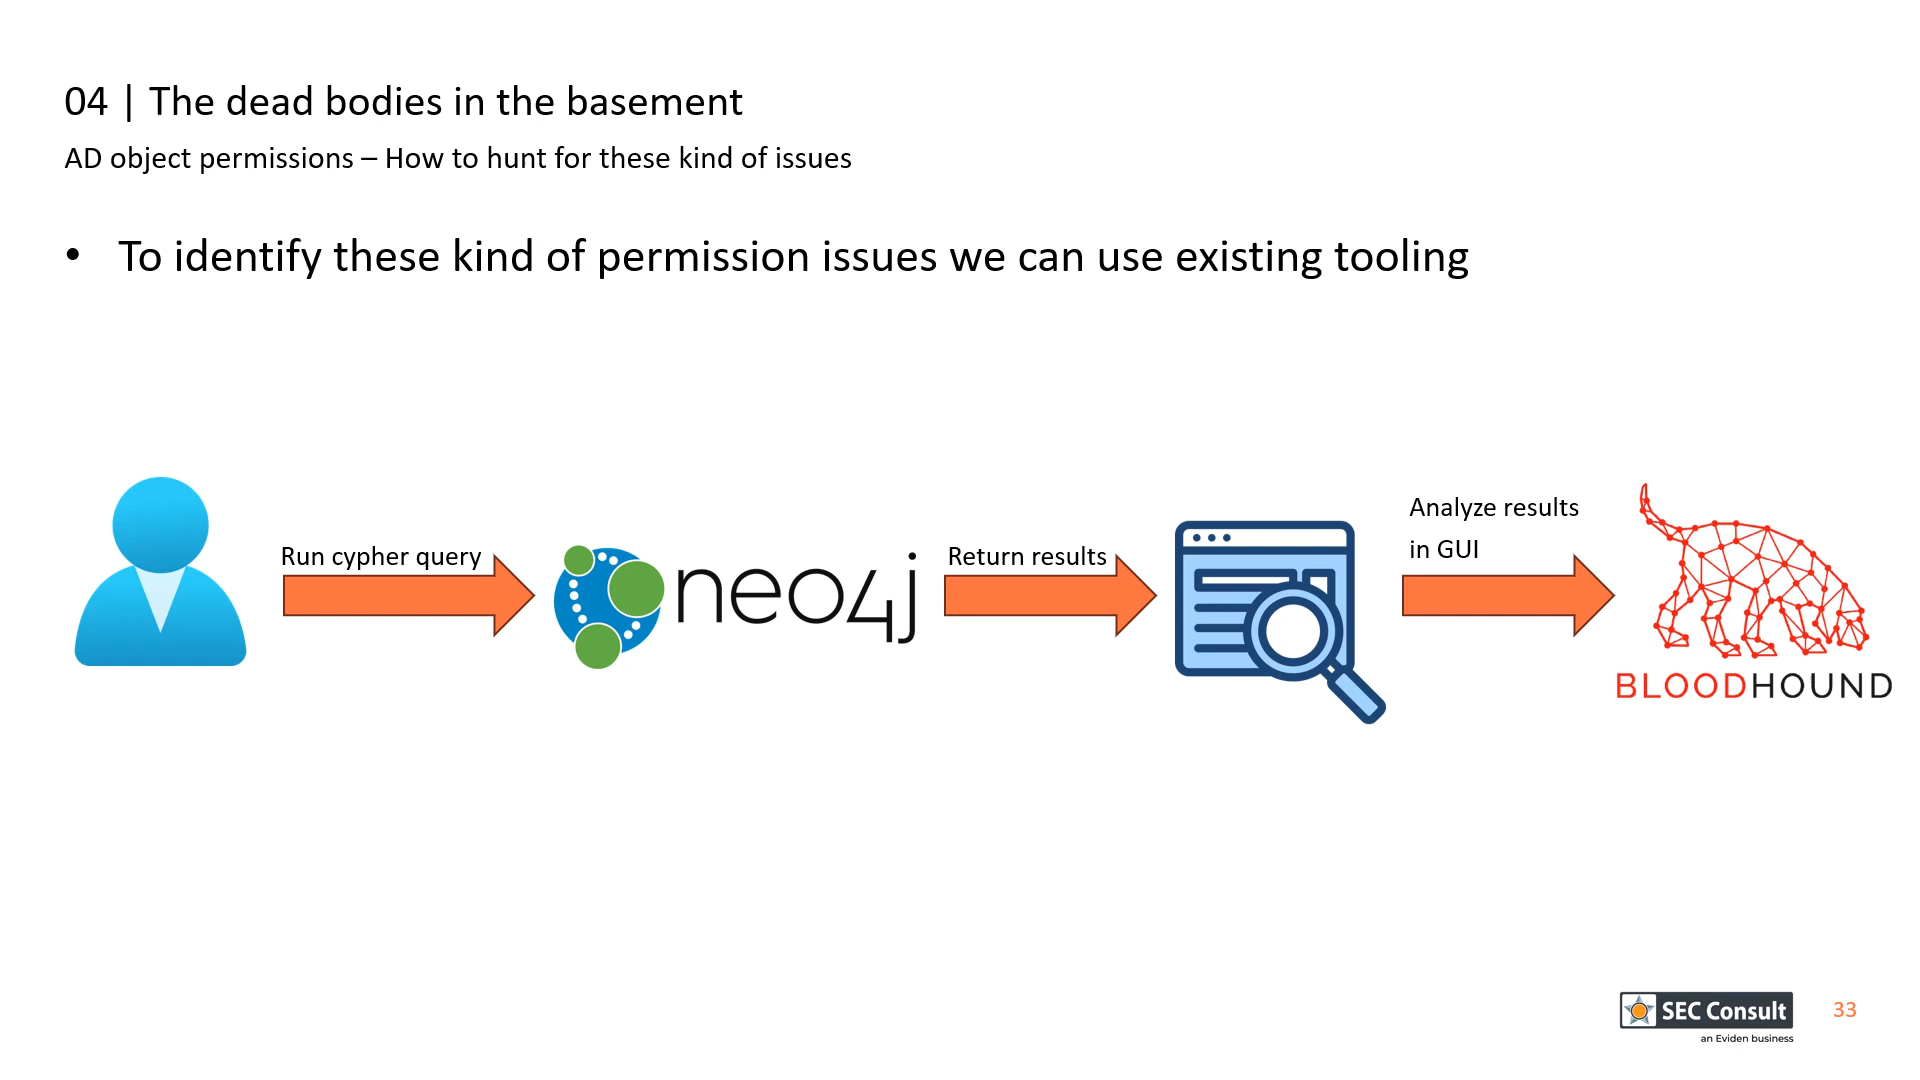 04 | The dead bodies in the basement
AD object permissions – How to hunt for these kind of issues
• To identify these kind of permission issues we can use existing tooling
Run cypher query
neo4j
Return results
Analyze results
in GUI
BLOODHOUND
SEC Consult
an Eviden business
33